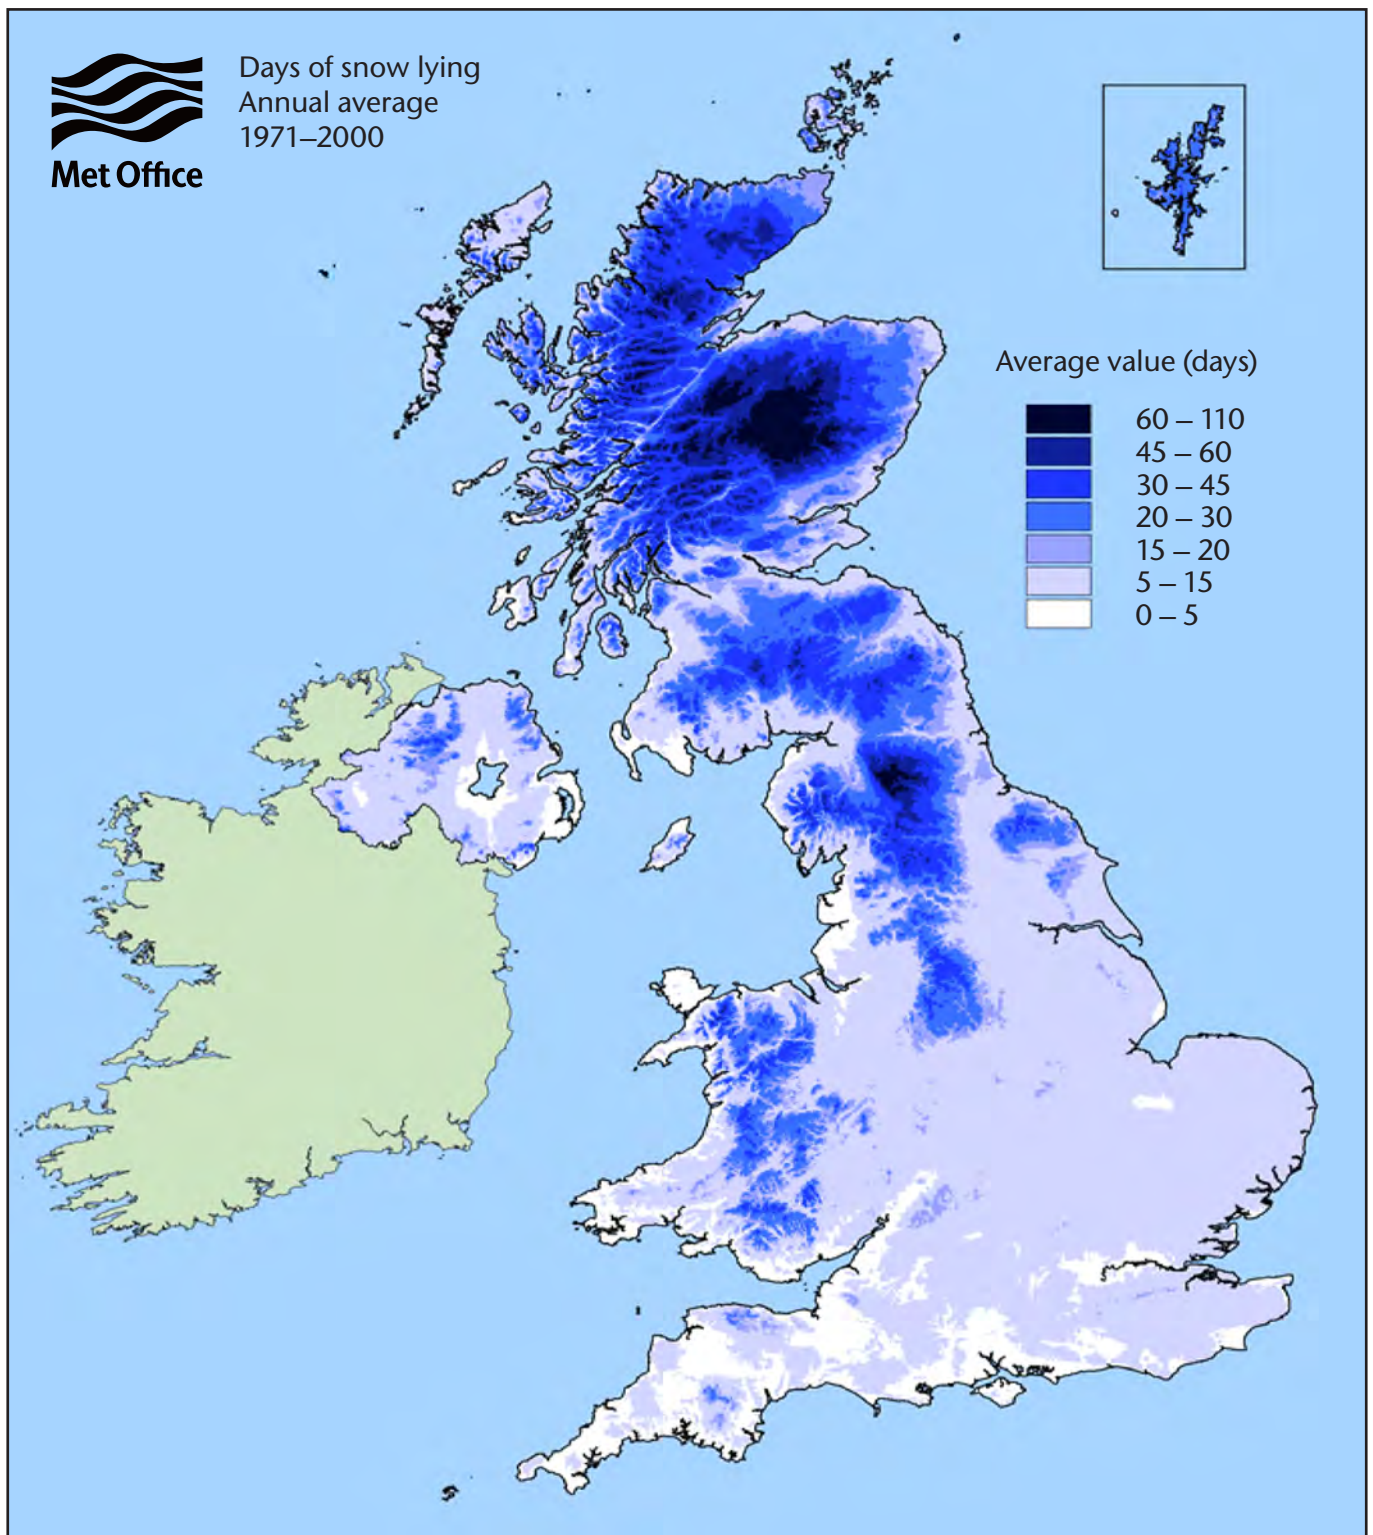 Days of snow lying
Annual average
1971–2000
Met Office
Average value (days)
60 – 110
45 – 60
30 – 45
20 – 30
15 – 20
5 – 15
0 – 5